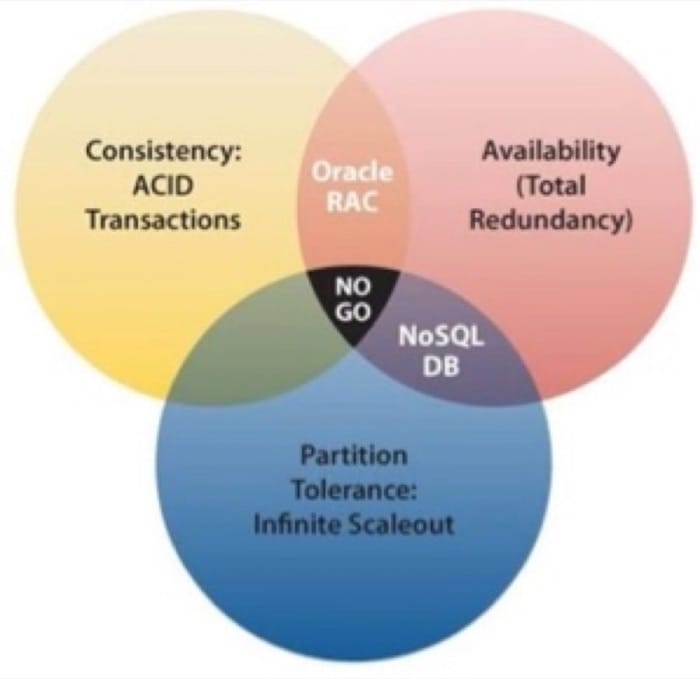 Consistency:
ACID
Transactions
Oracle
RAC
Availability
(Total
Redundancy)
NO
GO
NoSQL
DB
Partition
Tolerance:
Infinite Scaleout